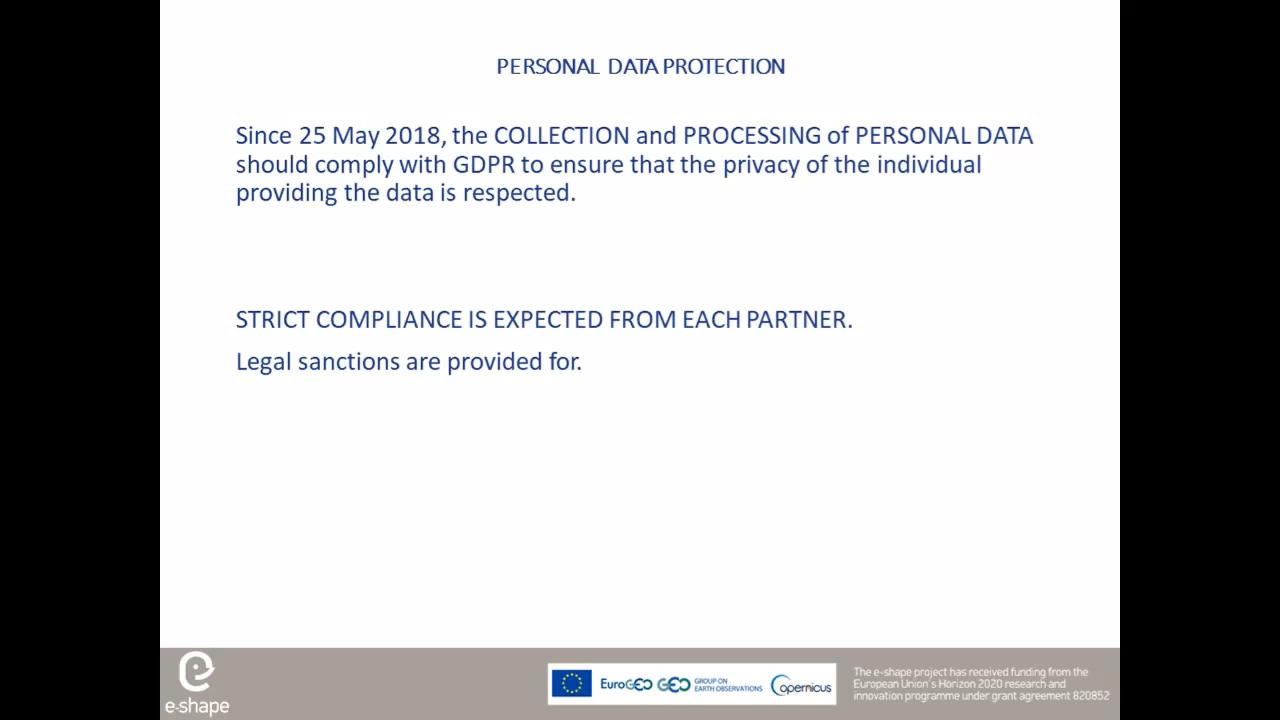 PERSONAL DATA PROTECTION
Since 25 May 2018, the COLLECTION and PROCESSING of PERSONAL DATA
should comply with GDPR to ensure that the privacy of the individual
providing the data is respected.
STRICT COMPLIANCE IS EXPECTED FROM EACH PARTNER.
Legal sanctions are provided for.
e-shape
EuroGEO
GEO
GROUP ON
EARTH OBSERVATIONS
Copernicus
The e-shape project has received funding from the
European Union's Horizon 2020 research and
innovation programme under grant agreement 820852